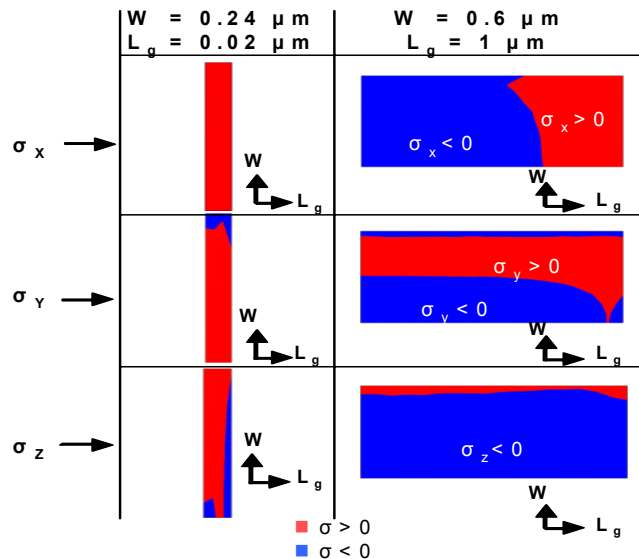 W = 0.24 µm W = 0.6 µm
L g = 0.02 µm L g = 1 µm
σ X
σ x < 0
σ x > 0
W
L g
W
L g
σ Y
σ y > 0
σ y < 0
W
L g
W
L g
σ Z
σ z < 0
W
L g
W
L g
σ > 0
σ < 0